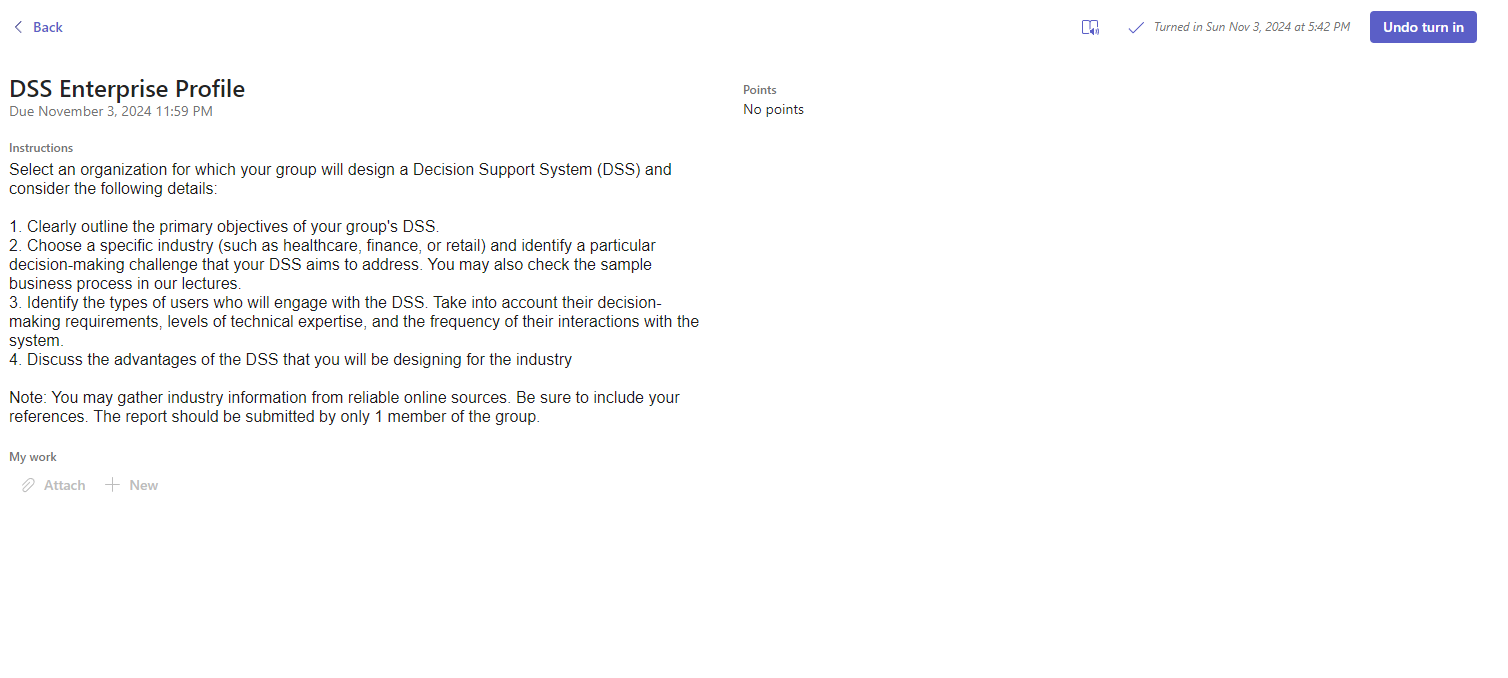 Back
Turned in Sun Nov 3, 2024 at 5:42 PM
Undo turn in
DSS Enterprise Profile
Due November 3, 2024 11:59 PM
Points
No points
Instructions
Select an organization for which your group will design a Decision Support System (DSS) and
consider the following details:
1. Clearly outline the primary objectives of your group's DSS.
2. Choose a specific industry (such as healthcare, finance, or retail) and identify a particular
decision-making challenge that your DSS aims to address. You may also check the sample
business process in our lectures.
3. Identify the types of users who will engage with the DSS. Take into account their decision-
making requirements, levels of technical expertise, and the frequency of their interactions with the
system.
4. Discuss the advantages of the DSS that you will be designing for the industry
Note: You may gather industry information from reliable online sources. Be sure to include your
references. The report should be submitted by only 1 member of the group.
My work
Attach
New